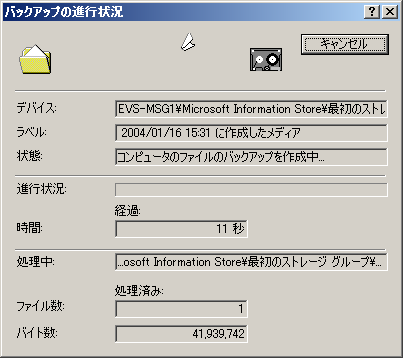 バックアップの進行状況
キャンセル
デバイス: EVS-MSG1¥Microsoft Information Store¥最初のストレ
ラベル: 2004/01/16 15:31 に作成したメディア
状態: コンピュータのファイルのバックアップを作成中...
進行状況:
経過:
時間: 11 秒
処理中: ...osoft Information Store¥最初のストレージ グループ¥...
処理済み:
ファイル数: 1
バイト数: 41,939,742